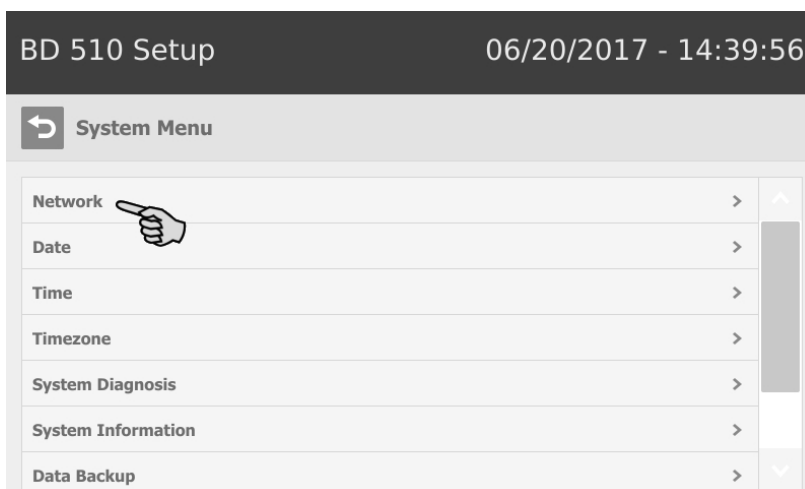 BD 510 Setup 06/20/2017 - 14:39:56
System Menu
Network
Date
Time
Timezone
System Diagnosis
System Information
Data Backup